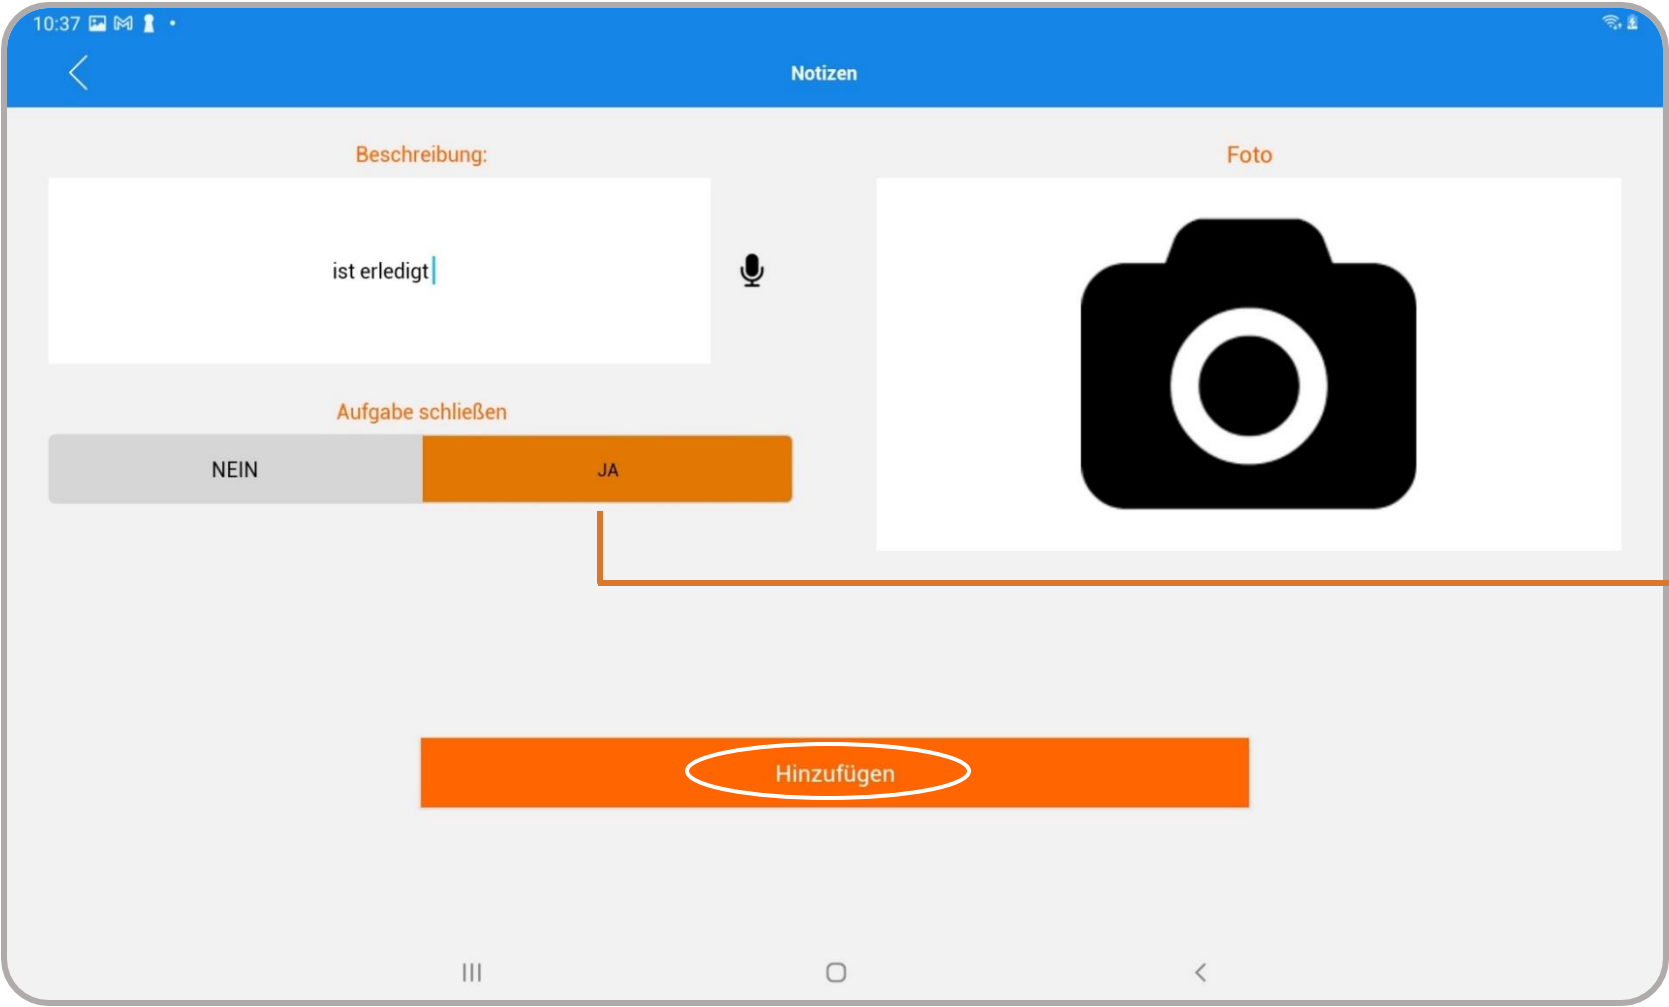 10:37
Notizen
Beschreibung:
ist erledigt
Foto
Aufgabe schließen
NEIN
JA
Hinzufügen